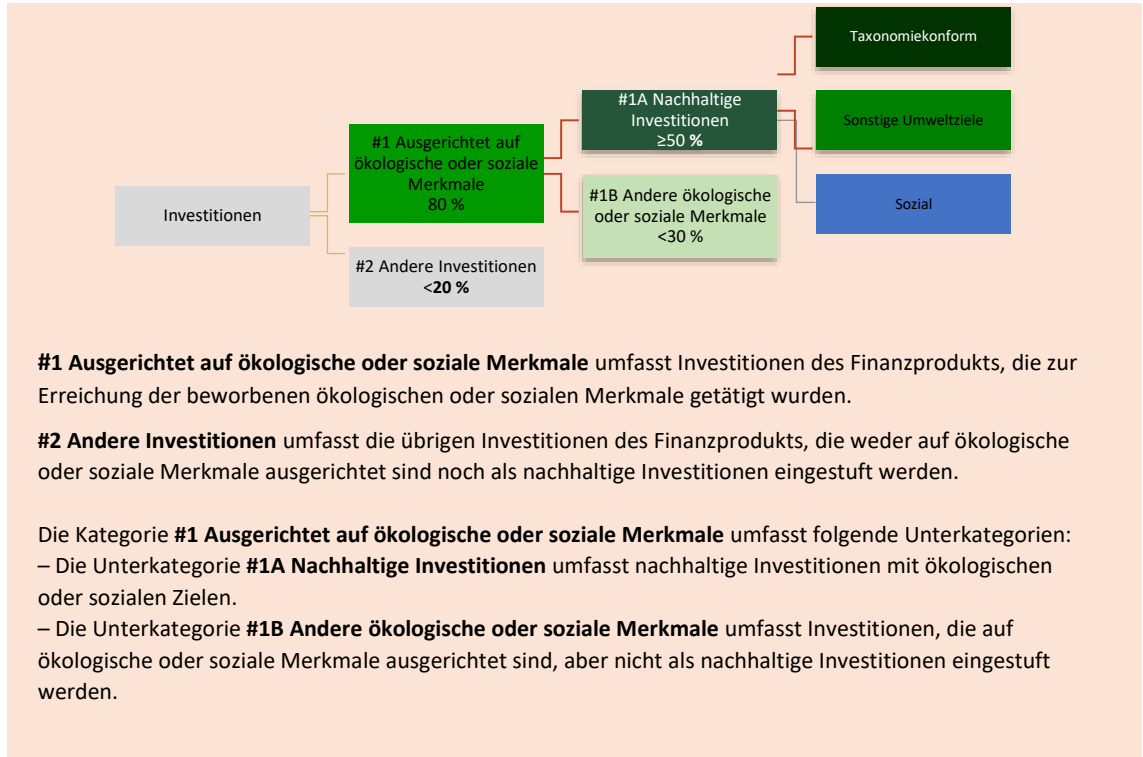 Taxonomiekonform
#1A Nachhaltige
Investitionen
≥50 %
Sonstige Umweltziele
#1 Ausgerichtet auf
ökologische oder soziale
Merkmale
80 %
#1B Andere ökologische
oder soziale Merkmale
<30 %
Sozial
Investitionen
#2 Andere Investitionen
<20 %
#1 Ausgerichtet auf ökologische oder soziale Merkmale umfasst Investitionen des Finanzprodukts, die zur
Erreichung der beworbenen ökologischen oder sozialen Merkmale getätigt wurden.
#2 Andere Investitionen umfasst die übrigen Investitionen des Finanzprodukts, die weder auf ökologische
oder soziale Merkmale ausgerichtet sind noch als nachhaltige Investitionen eingestuft werden.
Die Kategorie #1 Ausgerichtet auf ökologische oder soziale Merkmale umfasst folgende Unterkategorien:
– Die Unterkategorie #1A Nachhaltige Investitionen umfasst nachhaltige Investitionen mit ökologischen
oder sozialen Zielen.
– Die Unterkategorie #1B Andere ökologische oder soziale Merkmale umfasst Investitionen, die auf
ökologische oder soziale Merkmale ausgerichtet sind, aber nicht als nachhaltige Investitionen eingestuft
werden.